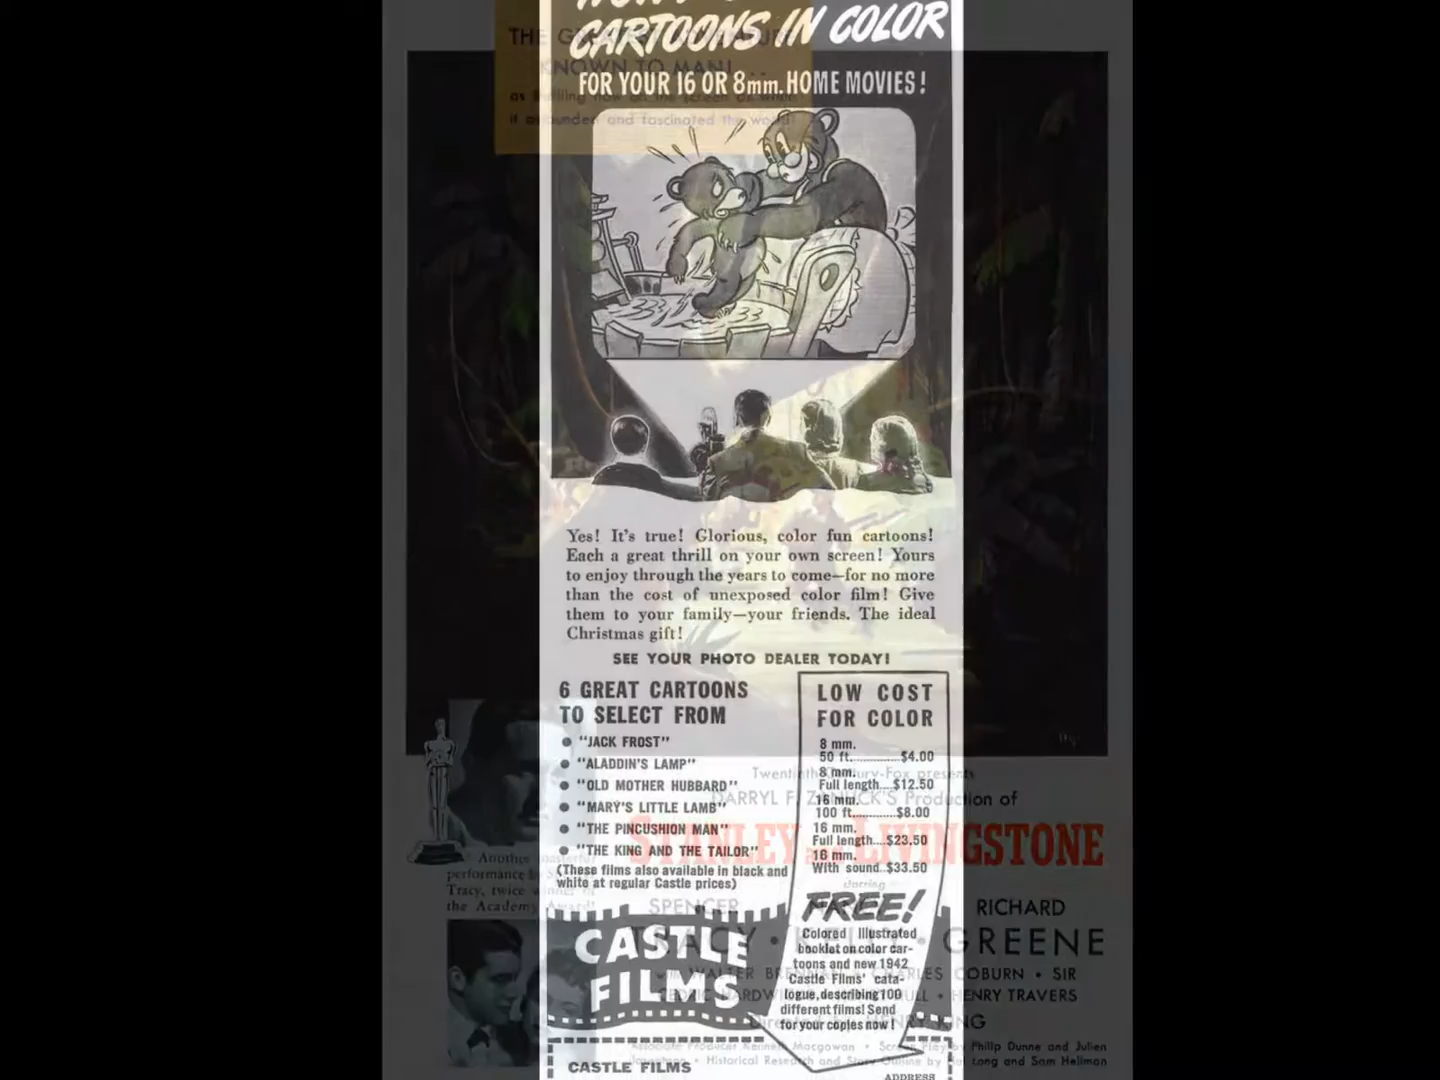 CARTOONS IN COLOR
FOR YOUR 16 OR 8mm. HOME MOVIES!
THE
KNOWN TO MAN!
and fascinated the
Yes! It's true! Glorious, color fun cartoons!
Each a great thrill on your own screen! Yours
to enjoy through the years to come—for no more
than the cost of unexposed color film! Give
them to your family—your friends. The ideal
Christmas gift!
SEE YOUR PHOTO DEALER TODAY!
6 GREAT CARTOONS
TO SELECT FROM
● "JACK FROST"
● "ALADDIN'S LAMP"
● "OLD MOTHER HUBBARD"
● "MARY'S LITTLE LAMB"
● "THE PINCUSHION MAN"
● "THE KING AND THE TAILOR"
(These films also available in black and
white at regular Castle prices)
LOW COST
FOR COLOR
8 mm.
50 ft.............$4.00
8 mm.
Full length....$12.50
16 mm.
100 ft.............$8.00
16 mm.
Full length....$23.50
16 mm.
With sound..$33.50
FREE!
Colored Illustrated
booklet on color car-
toons and new 1942
Castle Films' cata-
logue, describing 100
different films! Send
for your copies now!
CASTLE
FILMS
CASTLE FILMS
ADDRESS
Twentieth Century-Fox presents
DARRYL F. ZANUCK'S Production of
STANLEY and LIVINGSTONE
starring
SPENCER
TRACY •
RICHARD
GREENE
WALTER BRENNAN • CHARLES COBURN • SIR
HENRY TRAVERS
Directed by HENRY KING
Associate Producer Kenneth Macgowan • Screen Play by Philip Dunne and Julien
Historical Research and Story Outline by Hal Long and Sam Hellman
Another masterful
performance by
Tracy, twice winner of
the Academy Award!